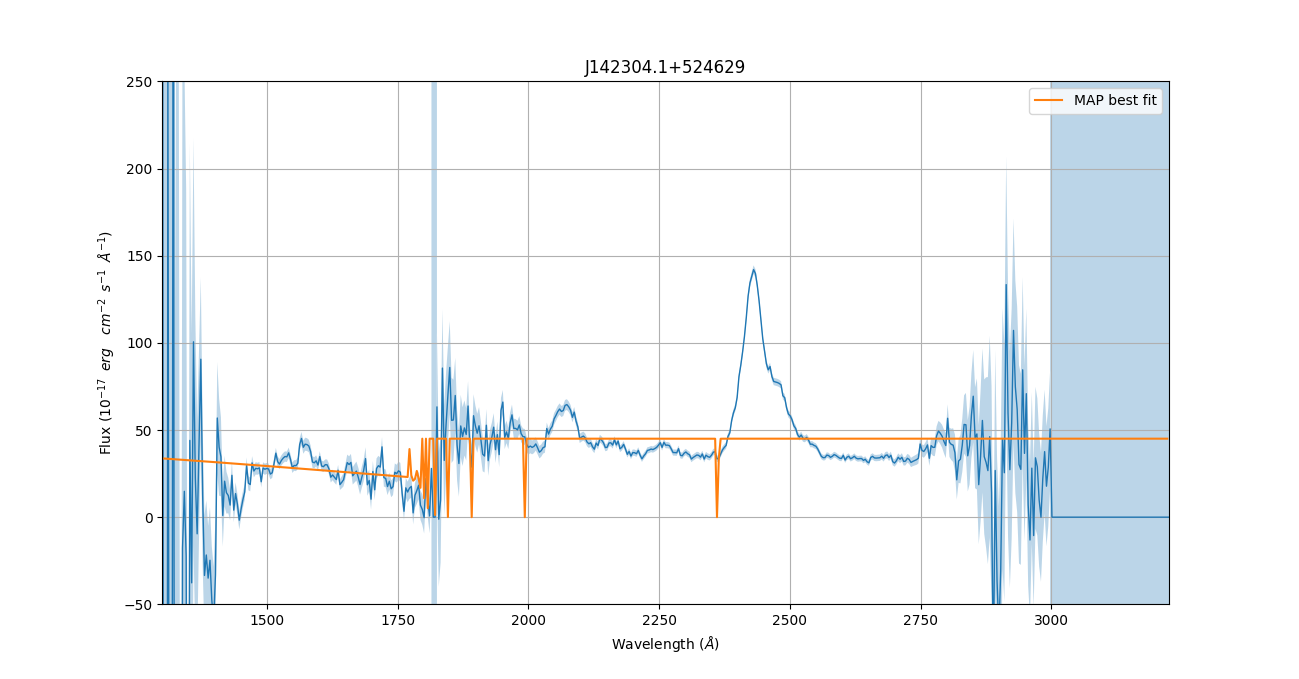 J142304.1+524629
MAP best fit
250
200
150
100
50
0
−50
Flux (10⁻¹⁷ erg cm⁻² s⁻¹ Å⁻¹)
1500 1750 2000 2250 2500 2750 3000
Wavelength (Å)